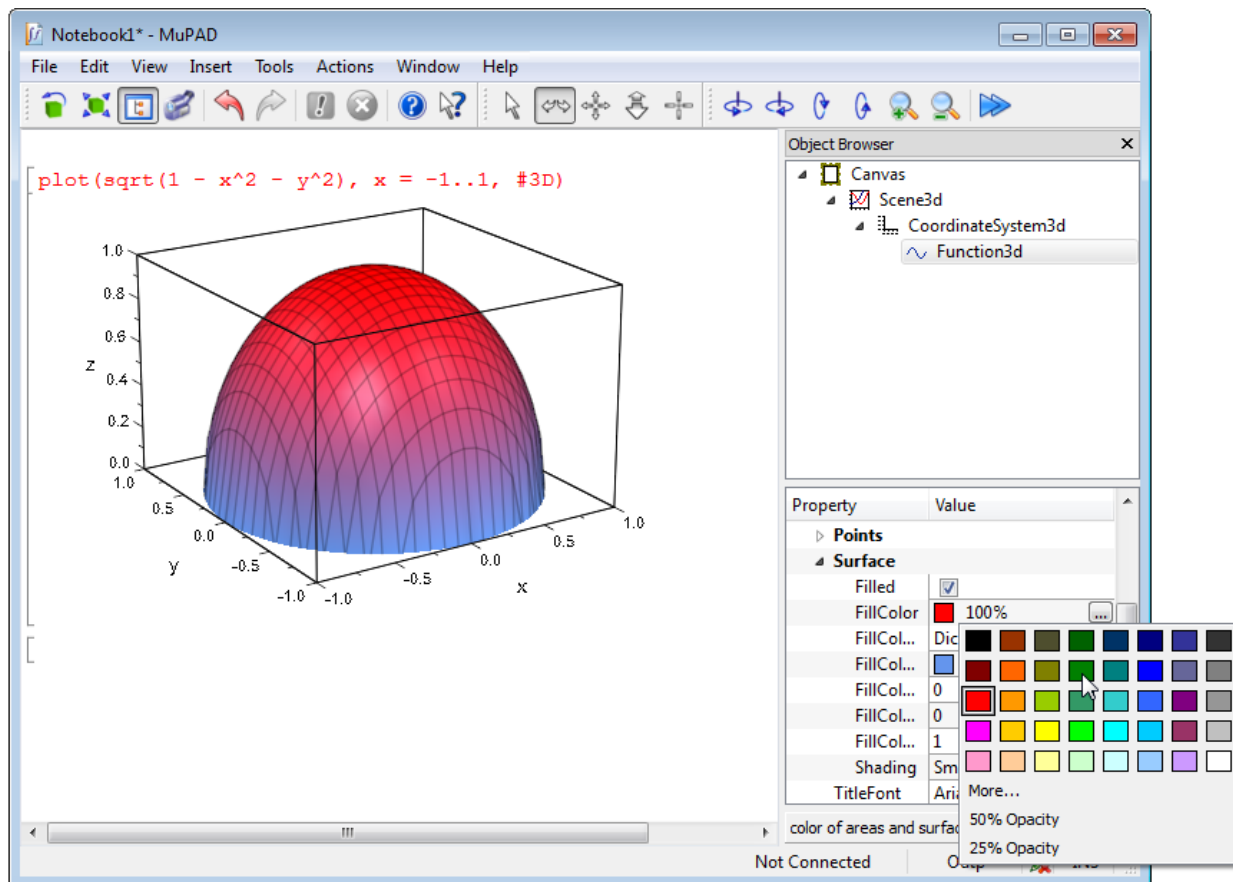 Notebook1* - MuPAD
File Edit View Insert Tools Actions Window Help
plot(sqrt(1 - x^2 - y^2), x = -1..1, #3D)
1.0
0.8
0.6
z
0.4
0.2
0.0
1.0
0.5
0.0
y
-0.5
-1.0
-1.0
-0.5
x
0.0
0.5
1.0
Object Browser
Canvas
Scene3d
CoordinateSystem3d
Function3d
Property Value
Points
Surface
Filled
FillColor 100% ...
FillCol... Dic
FillCol...
FillCol... 0
FillCol... 0
FillCol... 1
Shading Sm
TitleFont Aria
More...
50% Opacity
25% Opacity
color of areas and surfac
Not Connected Outp